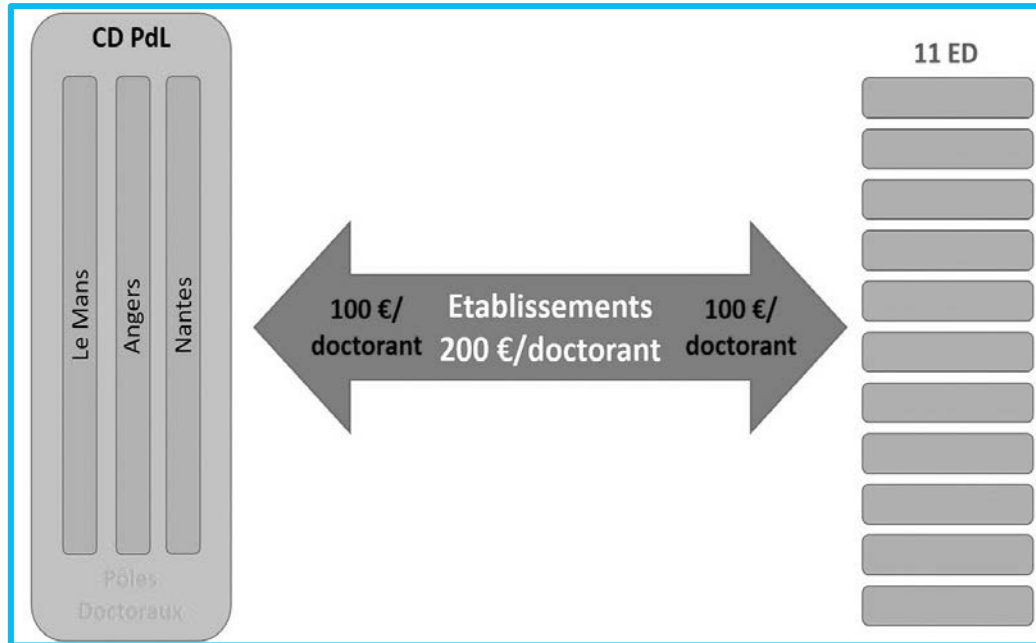 CD PdL
Le Mans
Angers
Nantes
Pôles
Doctoraux
100 €/
doctorant
Etablissements
200 €/doctorant
100 €/
doctorant
11 ED